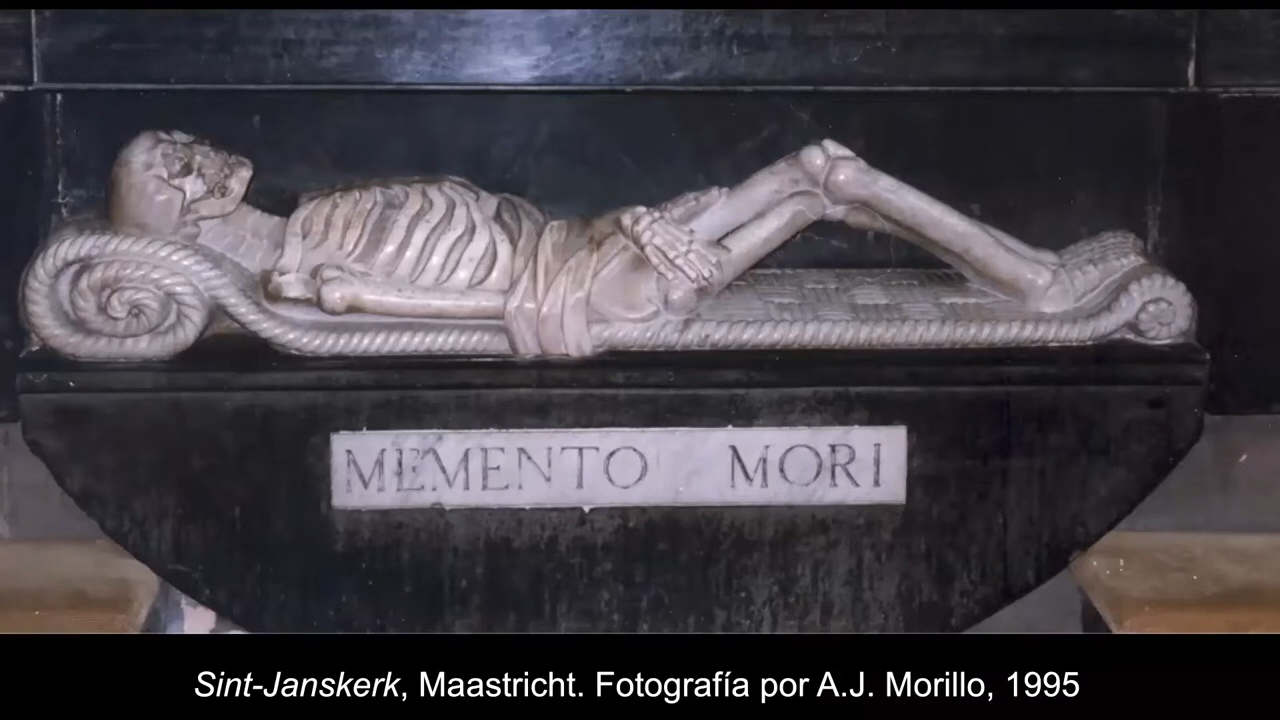 MEMENTO MORI
Sint-Janskerk, Maastricht. Fotografía por A.J. Morillo, 1995